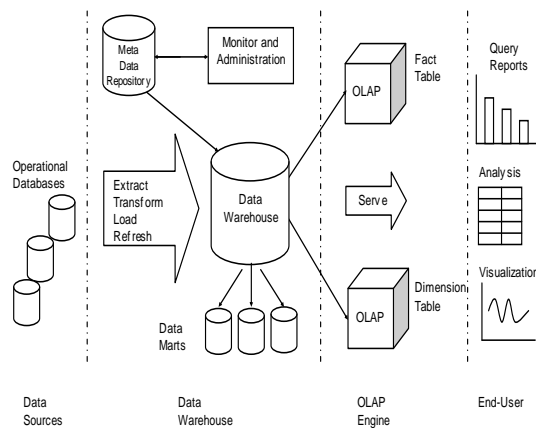 Meta
Data
Repository
Monitor and
Administration
OLAP
Fact
Table
Query
Reports
Operational
Databases
Extract
Transform
Load
Refresh
Data
Warehouse
Serve
Analysis
Data
Marts
OLAP
Dimension
Table
Visualization
Data
Sources
Data
Warehouse
OLAP
Engine
End-User